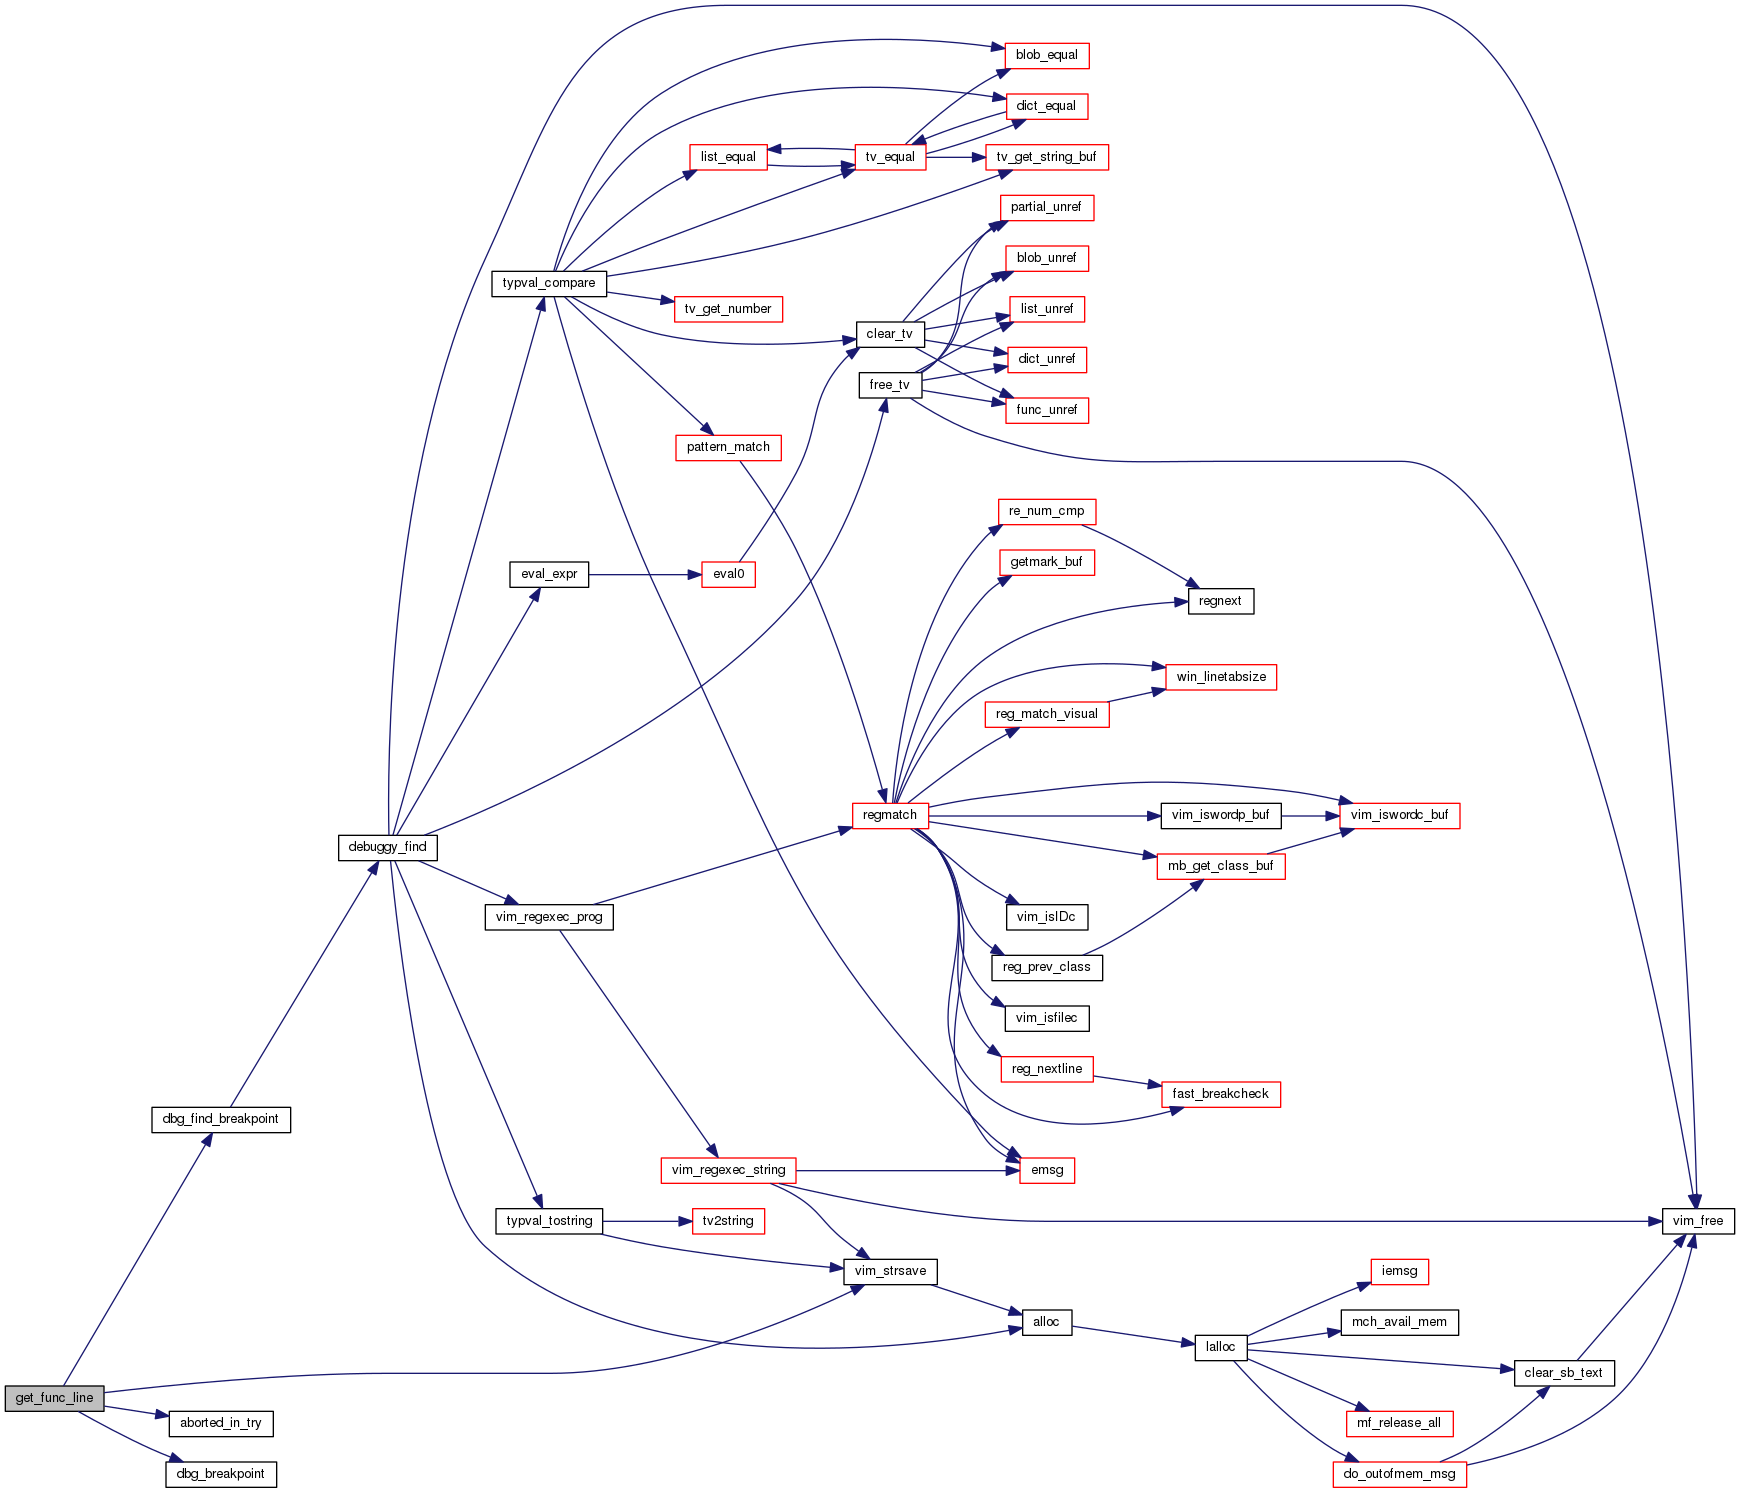 blob_equal
dict_equal
list_equal
tv_equal
tv_get_string_buf
partial_unref
blob_unref
typval_compare
tv_get_number
list_unref
clear_tv
dict_unref
free_tv
func_unref
pattern_match
re_num_cmp
getmark_buf
eval_expr
eval0
regnext
win_linetabsize
reg_match_visual
regmatch
vim_iswordp_buf
vim_iswordc_buf
debuggy_find
mb_get_class_buf
vim_regexec_prog
vim_isIDc
reg_prev_class
vim_isfilec
reg_nextline
fast_breakcheck
dbg_find_breakpoint
vim_regexec_string
emsg
typval_tostring
tv2string
vim_free
vim_strsave
iemsg
alloc
mch_avail_mem
lalloc
clear_sb_text
get_func_line
aborted_in_try
mf_release_all
dbg_breakpoint
do_outofmem_msg